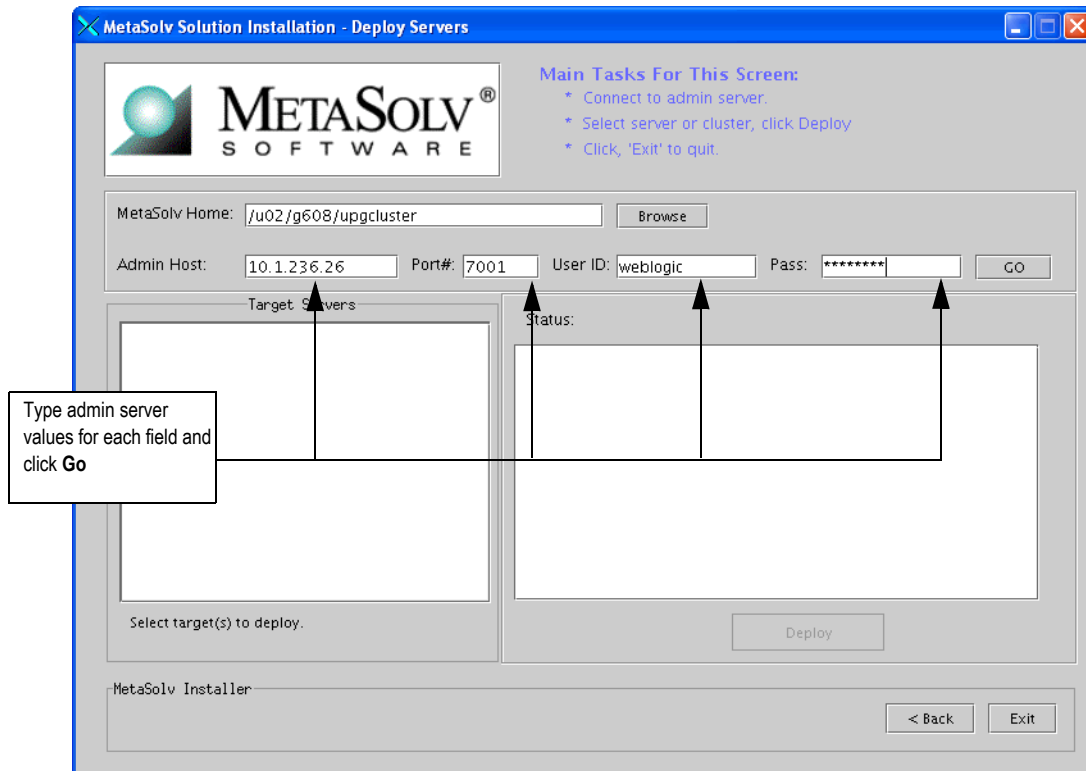 MetaSolv Solution Installation - Deploy Servers
METASOLV®
SOFTWARE
Main Tasks For This Screen:
* Connect to admin server.
* Select server or cluster, click Deploy
* Click, 'Exit' to quit.
MetaSolv Home: /u02/g608/upgcluster Browse
Admin Host: 10.1.236.26 Port#: 7001 User ID: weblogic Pass: ******** GO
Target Servers
Status:
Type admin server
values for each field and
click Go
Select target(s) to deploy.
Deploy
MetaSolv Installer
< Back Exit